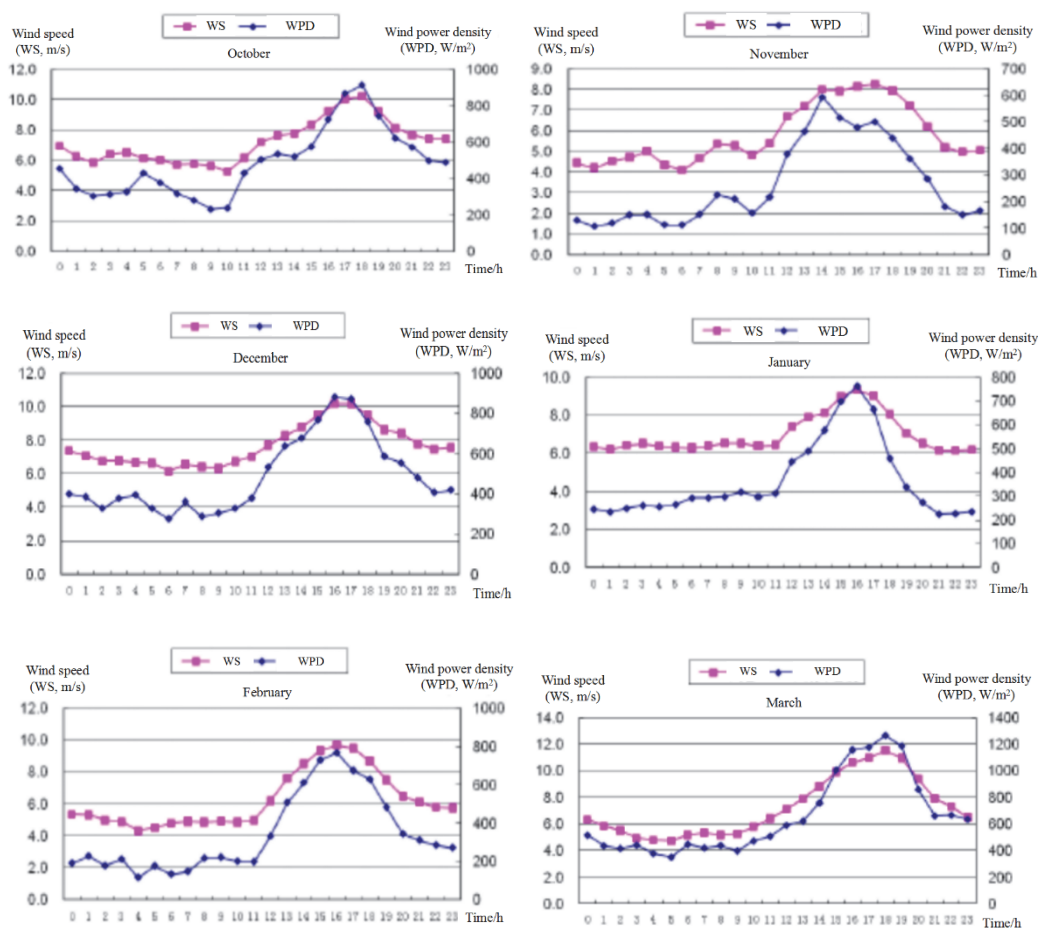 WS WPD
Wind speed
(WS, m/s)
October
Wind power density
(WPD, W/m²)
12.0
10.0
8.0
6.0
4.0
2.0
0.0
1000
800
600
400
200
0
0 1 2 3 4 5 6 7 8 9 10 11 12 13 14 15 16 17 18 19 20 21 22 23
Time/h
WS WPD
Wind speed
(WS, m/s)
November
Wind power density
(WPD, W/m²)
9.0
8.0
7.0
6.0
5.0
4.0
3.0
2.0
1.0
0.0
700
600
500
400
300
200
100
0
0 1 2 3 4 5 6 7 8 9 10 11 12 13 14 15 16 17 18 19 20 21 22 23
Time/h
WS WPD
Wind speed
(WS, m/s)
December
Wind power density
(WPD, W/m²)
12.0
10.0
8.0
6.0
4.0
2.0
0.0
1000
800
600
400
200
0
0 1 2 3 4 5 6 7 8 9 10 11 12 13 14 15 16 17 18 19 20 21 22 23
Time/h
WS WPD
Wind speed
(WS, m/s)
January
Wind power density
(WPD, W/m²)
10.0
8.0
6.0
4.0
2.0
0.0
800
700
600
500
400
300
200
100
0
0 1 2 3 4 5 6 7 8 9 10 11 12 13 14 15 16 17 18 19 20 21 22 23
Time/h
WS WPD
Wind speed
(WS, m/s)
February
Wind power density
(WPD, W/m²)
12.0
10.0
8.0
6.0
4.0
2.0
0.0
1000
800
600
400
200
0
0 1 2 3 4 5 6 7 8 9 10 11 12 13 14 15 16 17 18 19 20 21 22 23
Time/h
WS WPD
Wind speed
(WS, m/s)
March
Wind power density
(WPD, W/m²)
14.0
12.0
10.0
8.0
6.0
4.0
2.0
0.0
1400
1200
1000
800
600
400
200
0
0 1 2 3 4 5 6 7 8 9 10 11 12 13 14 15 16 17 18 19 20 21 22 23
Time/h